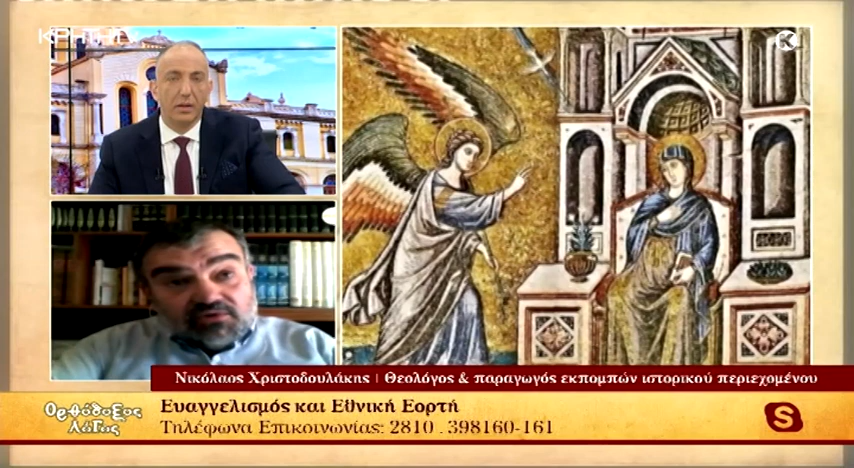 ΚΡΗΤΗ TV
Νικόλαος Χριστοδουλάκης | Θεολόγος & παραγωγός εκπομπών ιστορικού περιεχομένου
Ορθόδοξος
Λόγος
Ευαγγελισμός και Εθνική Εορτή
Τηλέφωνα Επικοινωνίας: 2810 . 398160-161